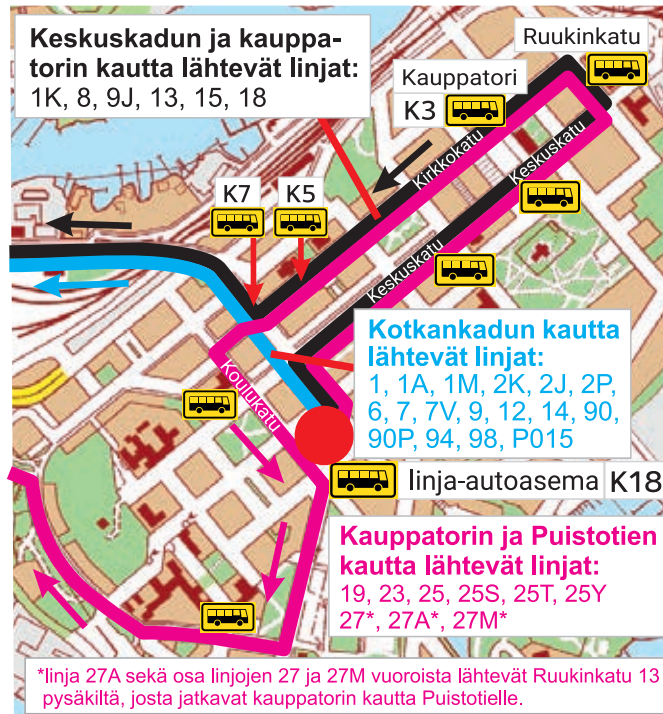 Keskuskadun ja kauppa-
torin kautta lähtevät linjat:
1K, 8, 9J, 13, 15, 18
Ruukinkatu
Kauppatori
K3
Kirkkokatu
Keskuskatu
K7
K5
Keskuskatu
Koulukatu
Kotkankadun kautta
lähtevät linjat:
1, 1A, 1M, 2K, 2J, 2P,
6, 7, 7V, 9, 12, 14, 90,
90P, 94, 98, P015
linja-autoasema K18
Kauppatorin ja Puistotien
kautta lähtevät linjat:
19, 23, 25, 25S, 25T, 25Y
27*, 27A*, 27M*
*linja 27A sekä osa linjojen 27 ja 27M vuoroista lähtevät Ruukinkatu 13
pysäkiltä, josta jatkavat kauppatorin kautta Puistotielle.